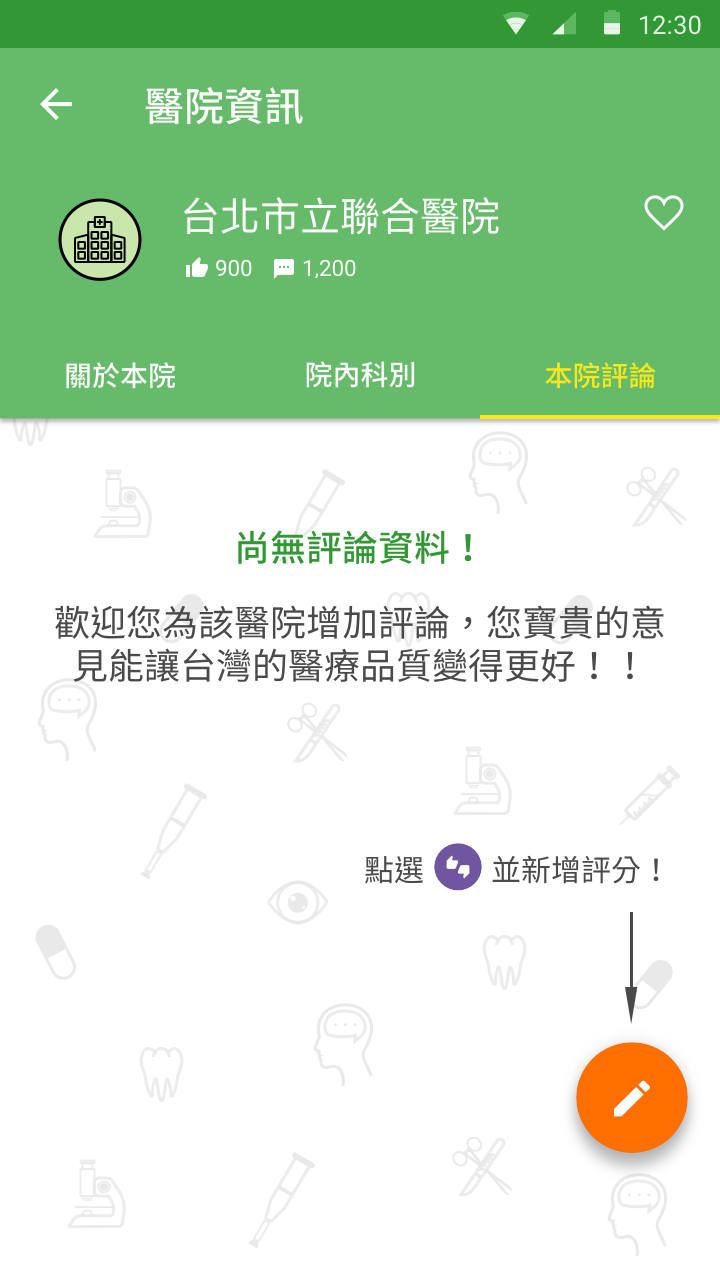 12:30
醫院資訊
台北市立聯合醫院
900 1,200
關於本院 院內科別 本院評論
尚無評論資料！
歡迎您為該醫院增加評論，您寶貴的意
見能讓台灣的醫療品質變得更好！！
點選 並新增評分！